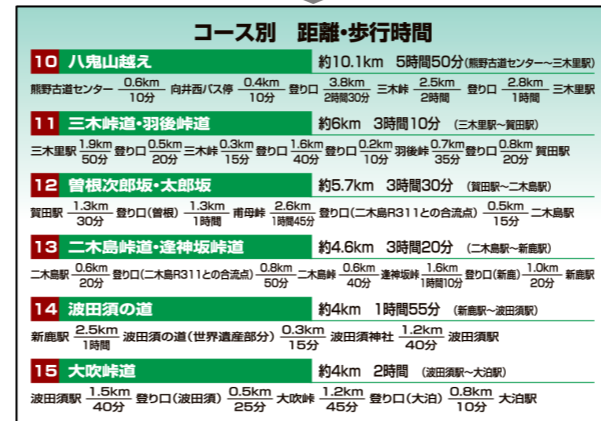 コース別 距離・歩行時間
10 八鬼山越え 約10.1km 5時間50分(熊野古道センター～三木里駅)
熊野古道センター 0.6km 10分 向井西バス停 0.4km 10分 登り口 3.8km 2時間30分 三木峠 2.5km 2時間 登り口 2.8km 1時間 三木里駅
11 三木峠道・羽後峠道 約6km 3時間10分 (三木里駅～賀田駅)
三木里駅 1.9km 50分 登り口 0.5km 20分 三木峠 0.3km 15分 登り口 1.6km 40分 登り口 0.2km 10分 羽後峠 0.7km 35分 登り口 0.8km 20分 賀田駅
12 曽根次郎坂・太郎坂 約5.7km 3時間30分 (賀田駅～二木島駅)
賀田駅 1.3km 30分 登り口(曽根) 1.3km 1時間 甫母峠 2.6km 1時間45分 登り口(二木島R311との合流点) 0.5km 15分 二木島駅
13 二木島峠道・逢神坂峠道 約4.6km 3時間20分 (二木島駅～新鹿駅)
二木島駅 0.6km 20分 登り口(二木島R311との合流点) 0.8km 50分 二木島峠 0.6km 40分 逢神坂峠 1.6km 1時間10分 登り口(新鹿) 1.0km 20分 新鹿駅
14 波田須の道 約4km 1時間55分 (新鹿駅～波田須駅)
新鹿駅 2.5km 1時間 波田須の道(世界遺産部分) 0.3km 15分 波田須神社 1.2km 40分 波田須駅
15 大吹峠道 約4km 2時間 (波田須駅～大泊駅)
波田須駅 1.5km 40分 登り口(波田須) 0.5km 25分 大吹峠 1.2km 45分 登り口(大泊) 0.8km 10分 大泊駅